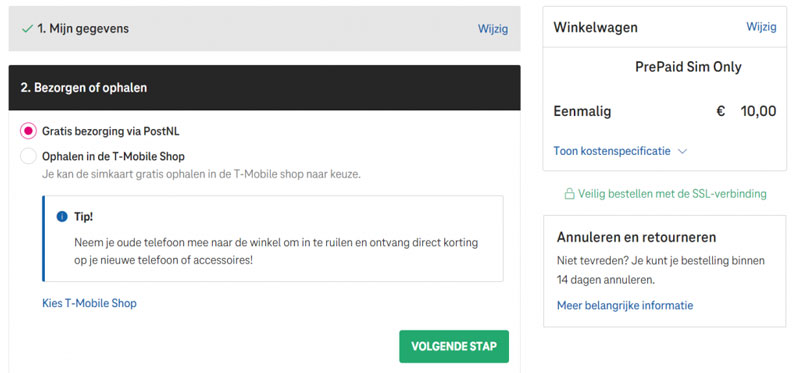 1. Mijn gegevens
Wijzig
2. Bezorgen of ophalen
Gratis bezorging via PostNL
Ophalen in de T-Mobile Shop
Je kan de simkaart gratis ophalen in de T-Mobile shop naar keuze.
Tip!
Neem je oude telefoon mee naar de winkel om in te ruilen en ontvang direct korting
op je nieuwe telefoon of accessoires!
Kies T-Mobile Shop
VOLGENDE STAP
Winkelwagen
Wijzig
PrePaid Sim Only
Eenmalig € 10,00
Toon kostenspecificatie
Veilig bestellen met de SSL-verbinding
Annuleren en retourneren
Niet tevreden? Je kunt je bestelling binnen
14 dagen annuleren.
Meer belangrijke informatie